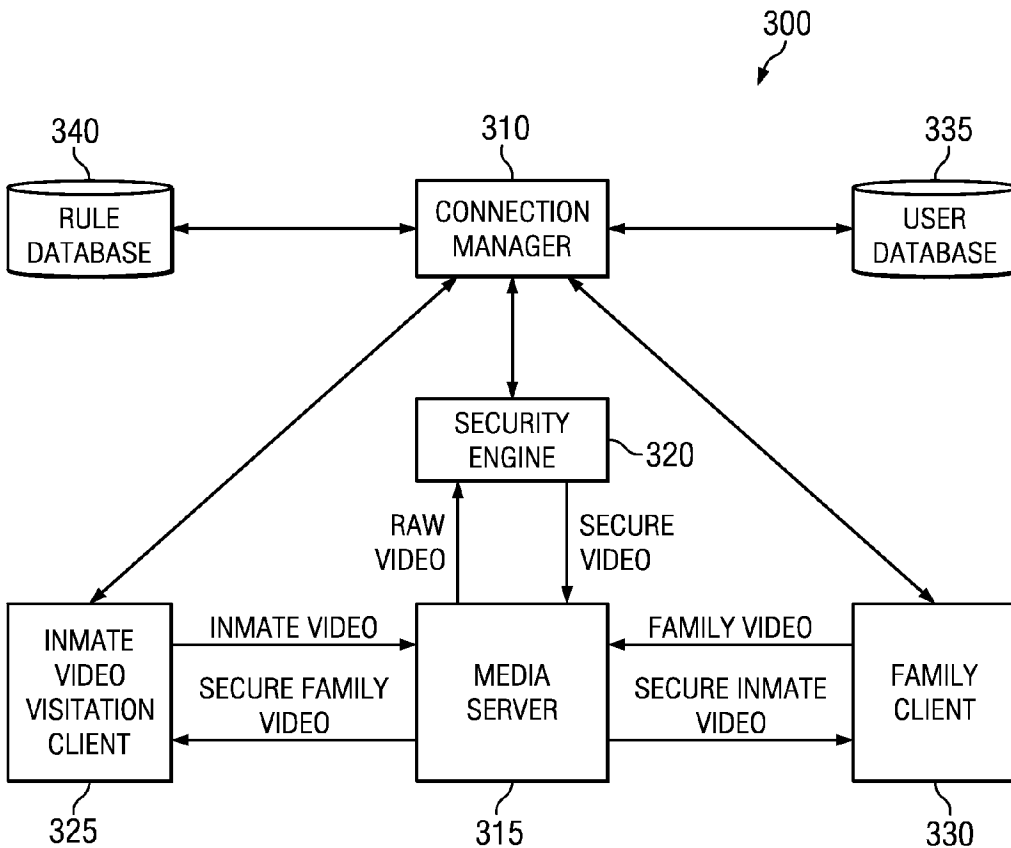 300
340
310
335
RULE
DATABASE
CONNECTION
MANAGER
USER
DATABASE
SECURITY
ENGINE
320
RAW
VIDEO
SECURE
VIDEO
INMATE
VIDEO
VISITATION
CLIENT
INMATE VIDEO
SECURE FAMILY
VIDEO
MEDIA
SERVER
FAMILY VIDEO
SECURE INMATE
VIDEO
FAMILY
CLIENT
325
315
330